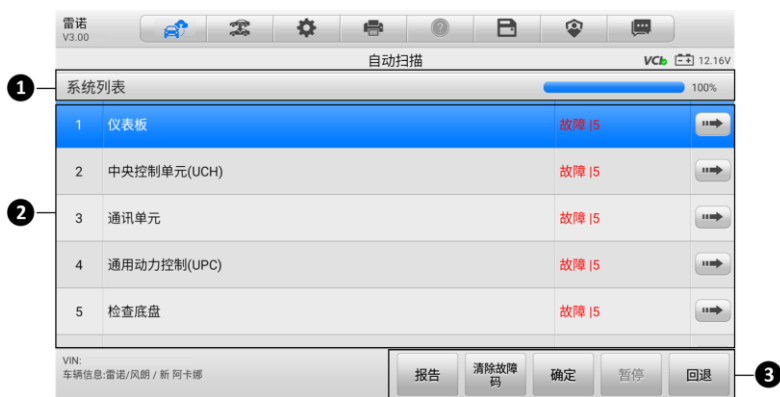 雷诺
V3.00
自动扫描
VCI 12.16V
❶ 系统列表 100%
1 仪表板 故障 |5
2 中央控制单元(UCH) 故障 |5
❷
3 通讯单元 故障 |5
4 通用动力控制(UPC) 故障 |5
5 检查底盘 故障 |5
VIN:
车辆信息:雷诺/风朗 / 新 阿卡娜
报告 清除故障码 确定 暂停 回退 ❸